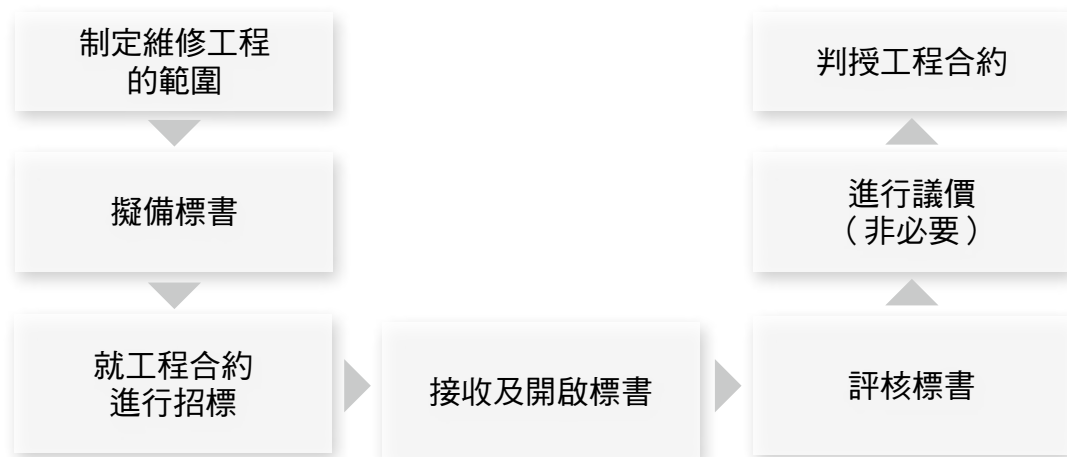 制定維修工程
的範圍
擬備標書
就工程合約
進行招標
接收及開啟標書
評核標書
進行議價
（非必要）
判授工程合約